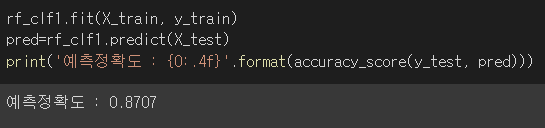 rf_clf1.fit(X_train, y_train)
pred=rf_clf1.predict(X_test)
print('예측정확도 : {0:.4f}'.format(accuracy_score(y_test, pred)))
예측정확도 : 0.8707